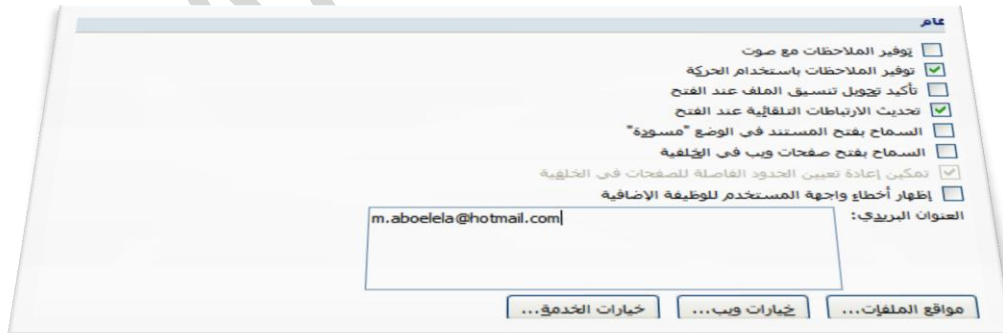 عام
توفير الملاحظات مع صوت
توفير الملاحظات باستخدام الحركة
تأكيد تحويل تنسيق الملف عند الفتح
تحديث الارتباطات التلقائية عند الفتح
السماح بفتح المستند في الوضع "مسودة"
السماح بفتح صفحات ويب في الخلفية
تمكين إعادة تعيين الحدود الفاصلة للصفحات في الخلفية
إظهار أخطاء واجهة المستخدم للوظيفة الإضافية
العنوان البريدي: m.aboelela@hotmail.com
مواقع الملفات... خيارات ويب... خيارات الخدمة...